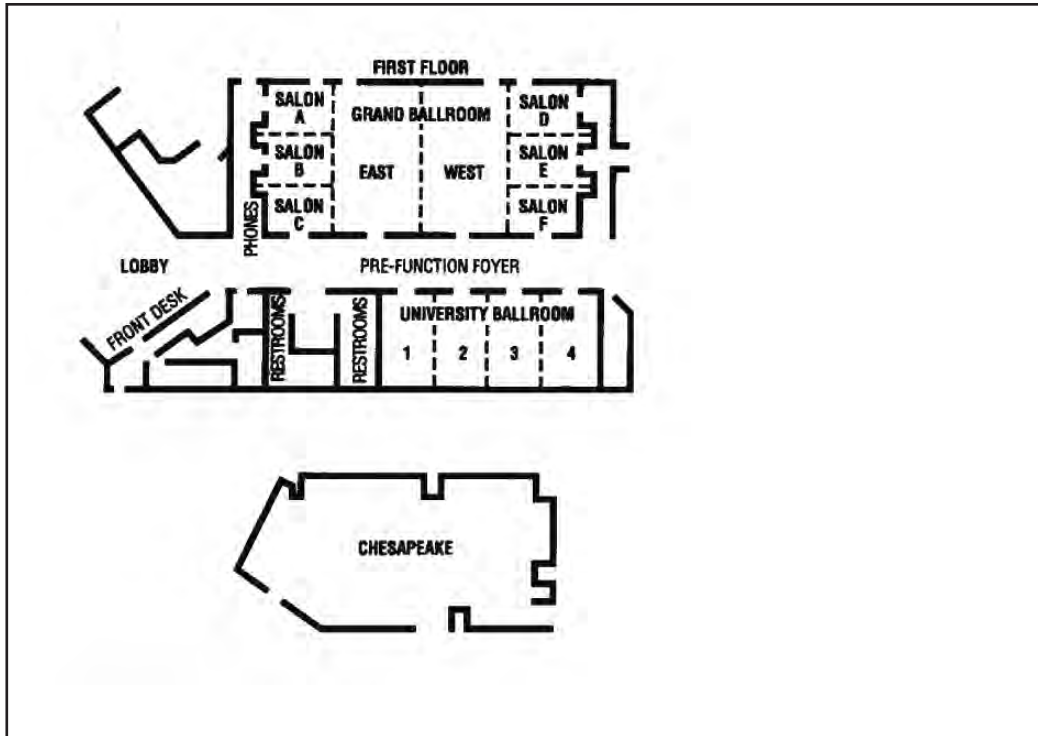 FIRST FLOOR
SALON
A
GRAND BALLROOM
SALON
D
SALON
B
EAST
WEST
SALON
E
SALON
C
SALON
F
PHONES
LOBBY
PRE-FUNCTION FOYER
FRONT DESK
RESTROOMS
RESTROOMS
UNIVERSITY BALLROOM
1
2
3
4
CHESAPEAKE